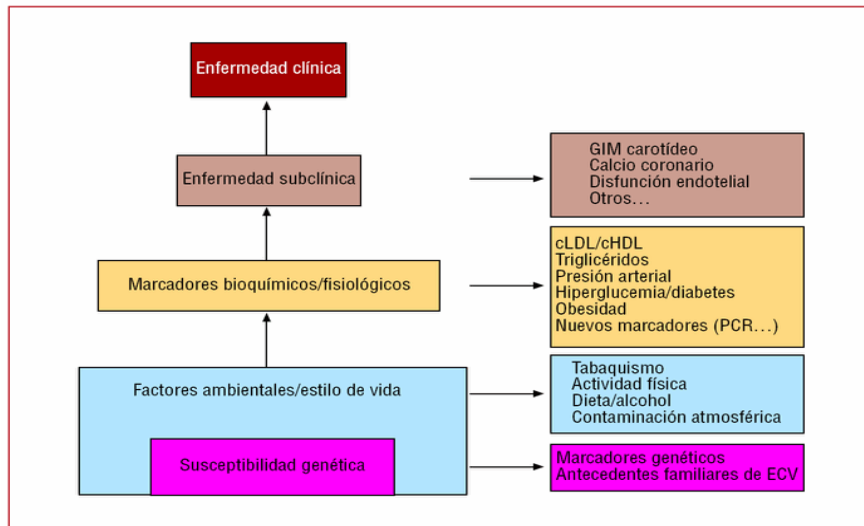 Enfermedad clínica
Enfermedad subclínica
GIM carotídeo
Calcio coronario
Disfunción endotelial
Otros…
Marcadores bioquímicos/fisiológicos
cLDL/cHDL
Triglicéridos
Presión arterial
Hiperglucemia/diabetes
Obesidad
Nuevos marcadores (PCR…)
Factores ambientales/estilo de vida
Tabaquismo
Actividad física
Dieta/alcohol
Contaminación atmosférica
Susceptibilidad genética
Marcadores genéticos
Antecedentes familiares de ECV